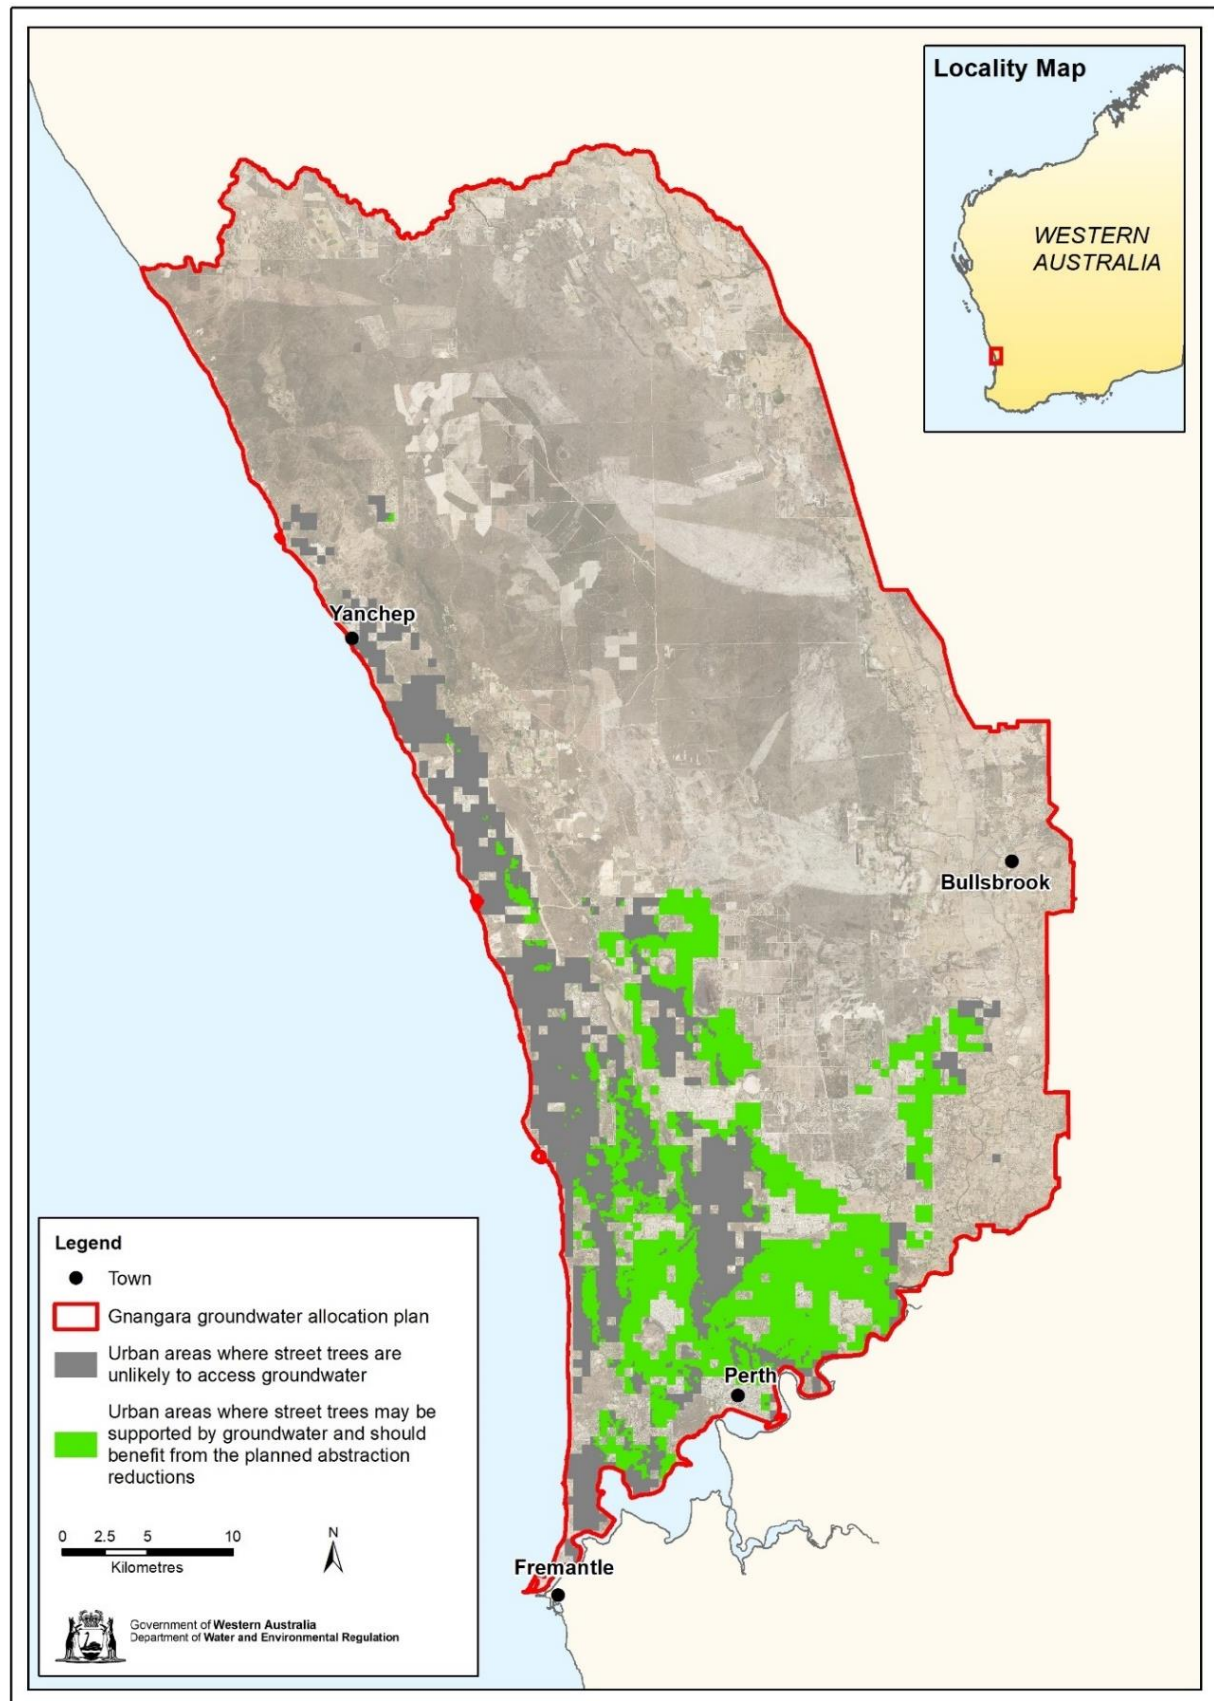 Locality Map
WESTERN
AUSTRALIA
Yanchep
Bullsbrook
Perth
Fremantle
Legend
Town
Gnangara groundwater allocation plan
Urban areas where street trees are
unlikely to access groundwater
Urban areas where street trees may be
supported by groundwater and should
benefit from the planned abstraction
reductions
0 2.5 5 10
Kilometres
N
Government of Western Australia
Department of Water and Environmental Regulation